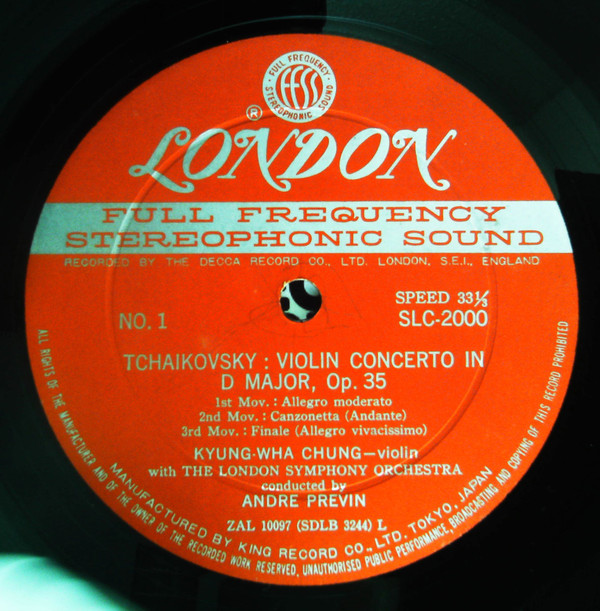 FULL FREQUENCY
FFSS
STEREOPHONIC SOUND
®
LONDON
FULL FREQUENCY
STEREOPHONIC SOUND
RECORDED BY THE DECCA RECORD CO., LTD. LONDON, S.E.I., ENGLAND
NO. 1
SPEED 33⅓
SLC-2000
TCHAIKOVSKY : VIOLIN CONCERTO IN
D MAJOR, Op. 35
1st Mov. : Allegro moderato
2nd Mov. : Canzonetta (Andante)
3rd Mov. : Finale (Allegro vivacissimo)
KYUNG-WHA CHUNG—violin
with THE LONDON SYMPHONY ORCHESTRA
conducted by
ANDRE PREVIN
ZAL 10097 (SDLB 3244) L
MANUFACTURED BY KING RECORD CO., LTD. TOKYO, JAPAN
ALL RIGHTS OF THE MANUFACTURER AND OF THE OWNER OF THE RECORDED WORK RESERVED, UNAUTHORISED PUBLIC PERFORMANCE, BROADCASTING AND COPYING OF THIS RECORD PROHIBITED